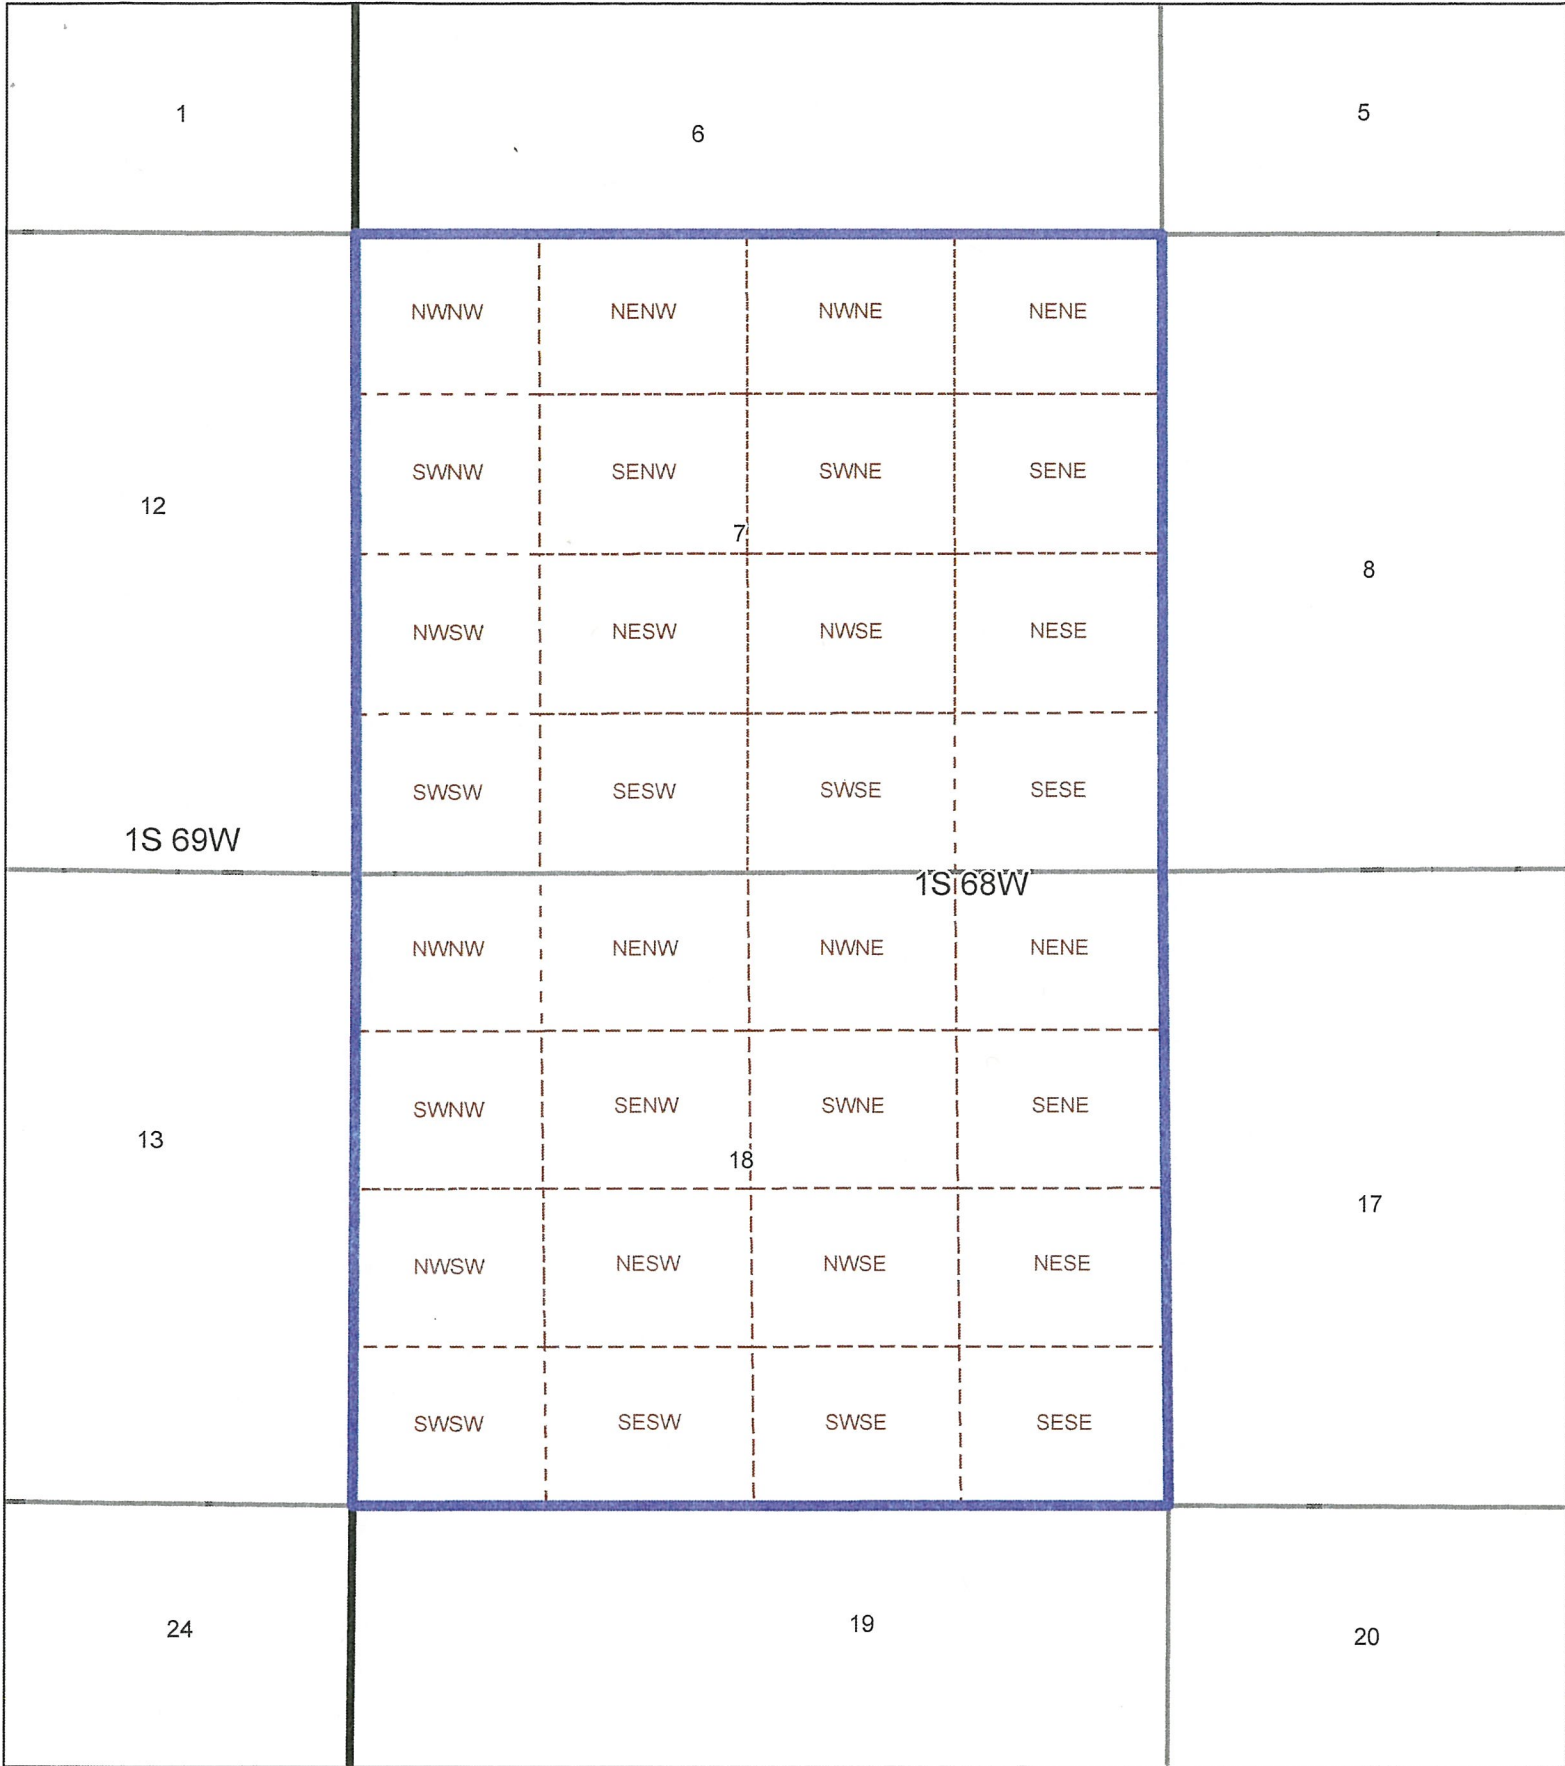 1 6 5
NWNW NENW NWNE NENE
SWNW SENW SWNE SENE
12
7
8
NWSW NESW NWSE NESE
SWSW SESW SWSE SESE
1S 69W
1S 68W
NWNW NENW NWNE NENE
SWNW SENW SWNE SENE
13
18
17
NWSW NESW NWSE NESE
SWSW SESW SWSE SESE
24 19 20